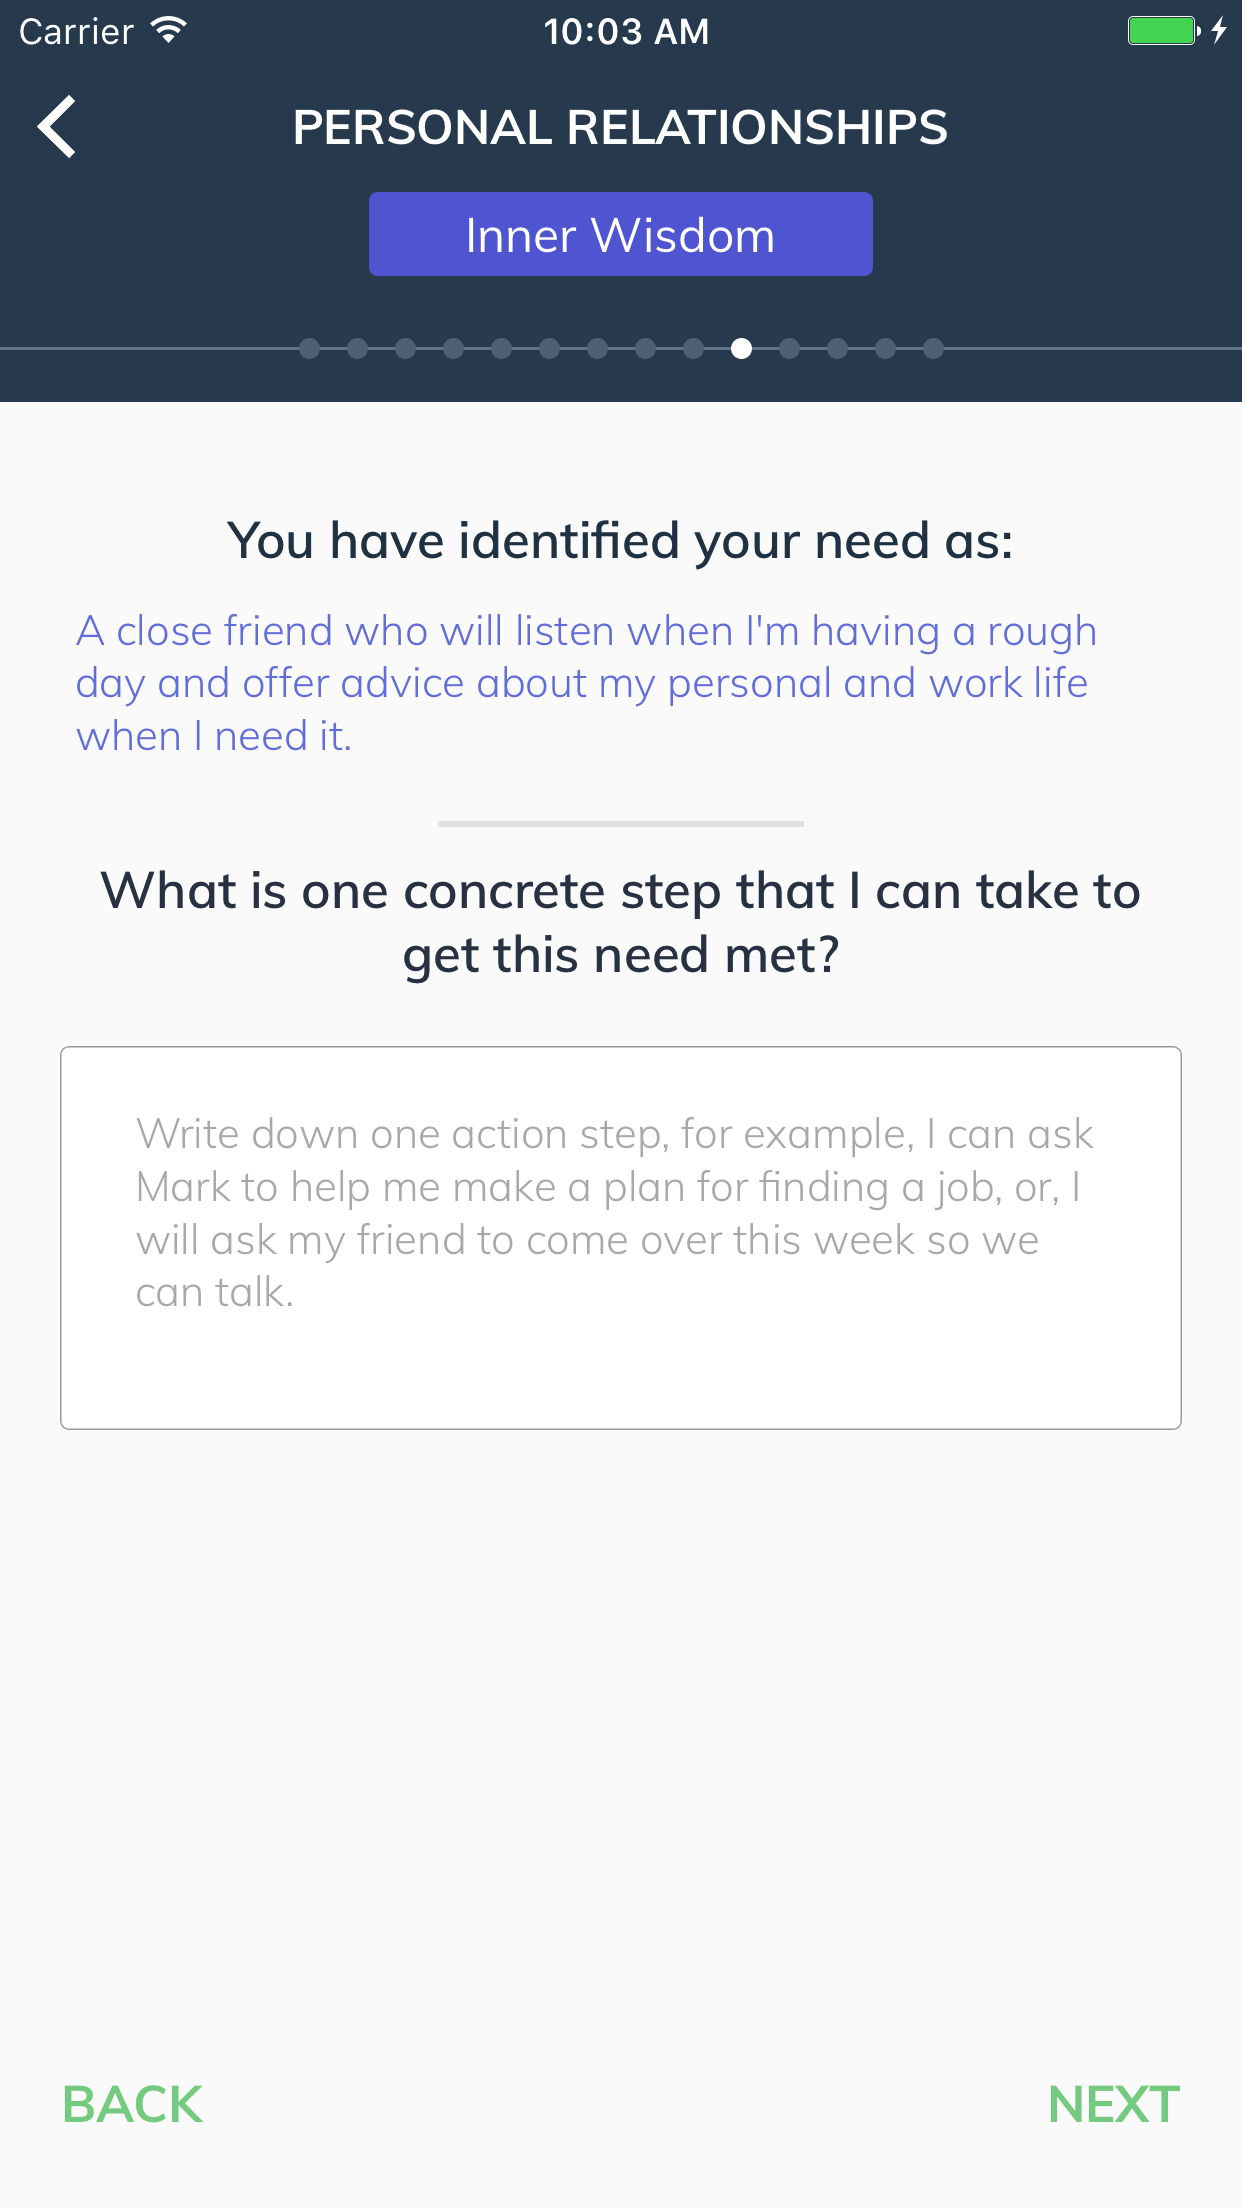 Carrier
10:03 AM
PERSONAL RELATIONSHIPS
Inner Wisdom
You have identified your need as:
A close friend who will listen when I'm having a rough
day and offer advice about my personal and work life
when I need it.
What is one concrete step that I can take to
get this need met?
Write down one action step, for example, I can ask
Mark to help me make a plan for finding a job, or, I
will ask my friend to come over this week so we
can talk.
BACK
NEXT